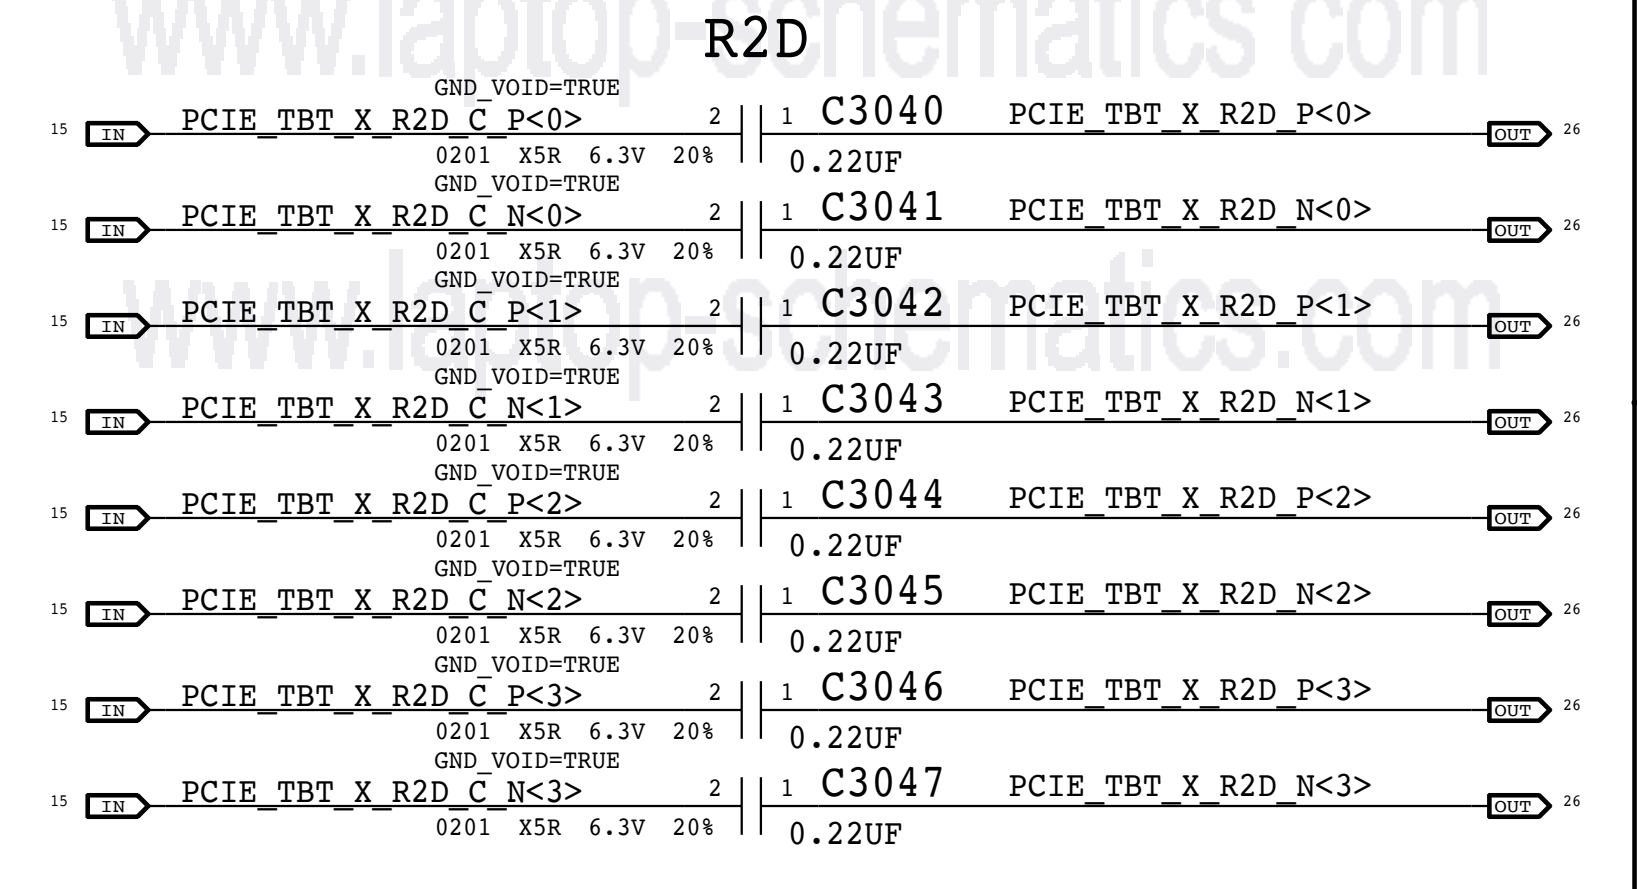 www.laptop-schematics.com
R2D
GND_VOID=TRUE
15 IN PCIE_TBT_X_R2D_C_P<0> 2 1 C3040 PCIE_TBT_X_R2D_P<0> OUT 26
0201 X5R 6.3V 20% 0.22UF
GND_VOID=TRUE
15 IN PCIE_TBT_X_R2D_C_N<0> 2 1 C3041 PCIE_TBT_X_R2D_N<0> OUT 26
0201 X5R 6.3V 20% 0.22UF
www.laptop-schematics.com
GND_VOID=TRUE
15 IN PCIE_TBT_X_R2D_C_P<1> 2 1 C3042 PCIE_TBT_X_R2D_P<1> OUT 26
0201 X5R 6.3V 20% 0.22UF
GND_VOID=TRUE
15 IN PCIE_TBT_X_R2D_C_N<1> 2 1 C3043 PCIE_TBT_X_R2D_N<1> OUT 26
0201 X5R 6.3V 20% 0.22UF
GND_VOID=TRUE
15 IN PCIE_TBT_X_R2D_C_P<2> 2 1 C3044 PCIE_TBT_X_R2D_P<2> OUT 26
0201 X5R 6.3V 20% 0.22UF
GND_VOID=TRUE
15 IN PCIE_TBT_X_R2D_C_N<2> 2 1 C3045 PCIE_TBT_X_R2D_N<2> OUT 26
0201 X5R 6.3V 20% 0.22UF
GND_VOID=TRUE
15 IN PCIE_TBT_X_R2D_C_P<3> 2 1 C3046 PCIE_TBT_X_R2D_P<3> OUT 26
0201 X5R 6.3V 20% 0.22UF
GND_VOID=TRUE
15 IN PCIE_TBT_X_R2D_C_N<3> 2 1 C3047 PCIE_TBT_X_R2D_N<3> OUT 26
0201 X5R 6.3V 20% 0.22UF